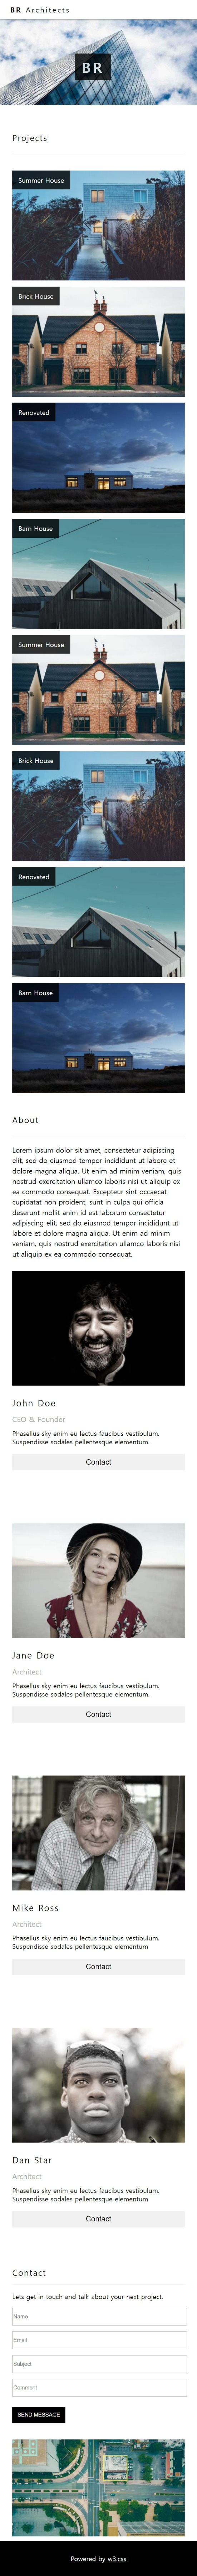 BR Architects
BR
Projects
Summer House
Brick House
Renovated
Barn House
Summer House
Brick House
Renovated
Barn House
About
Lorem ipsum dolor sit amet, consectetur adipiscing
elit, sed do eiusmod tempor incididunt ut labore et
dolore magna aliqua. Ut enim ad minim veniam, quis
nostrud exercitation ullamco laboris nisi ut aliquip ex
ea commodo consequat. Excepteur sint occaecat
cupidatat non proident, sunt in culpa qui officia
deserunt mollit anim id est laborum consectetur
adipiscing elit, sed do eiusmod tempor incididunt ut
labore et dolore magna aliqua. Ut enim ad minim
veniam, quis nostrud exercitation ullamco laboris nisi
ut aliquip ex ea commodo consequat.
John Doe
CEO & Founder
Phasellus sky enim eu lectus faucibus vestibulum.
Suspendisse sodales pellentesque elementum.
Contact
Jane Doe
Architect
Phasellus sky enim eu lectus faucibus vestibulum.
Suspendisse sodales pellentesque elementum.
Contact
Mike Ross
Architect
Phasellus sky enim eu lectus faucibus vestibulum.
Suspendisse sodales pellentesque elementum
Contact
Dan Star
Architect
Phasellus sky enim eu lectus faucibus vestibulum.
Suspendisse sodales pellentesque elementum
Contact
Contact
Lets get in touch and talk about your next project.
Name
Email
Subject
Comment
SEND MESSAGE
Powered by w3.css